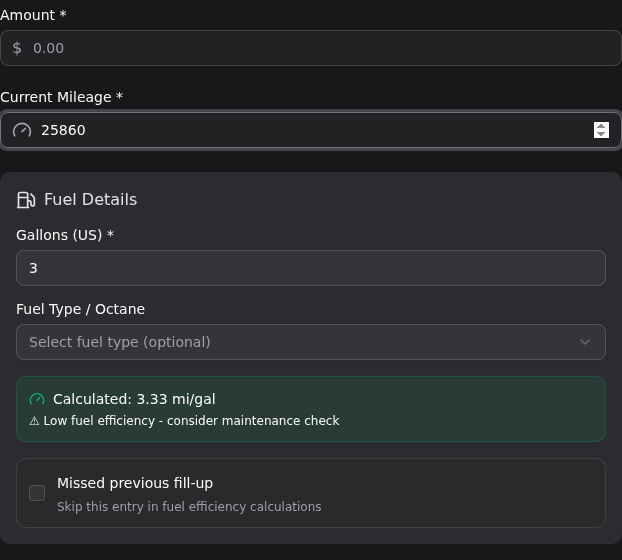 Amount *
$ 0.00
Current Mileage *
25860
Fuel Details
Gallons (US) *
3
Fuel Type / Octane
Select fuel type (optional)
Calculated: 3.33 mi/gal
⚠ Low fuel efficiency - consider maintenance check
Missed previous fill-up
Skip this entry in fuel efficiency calculations